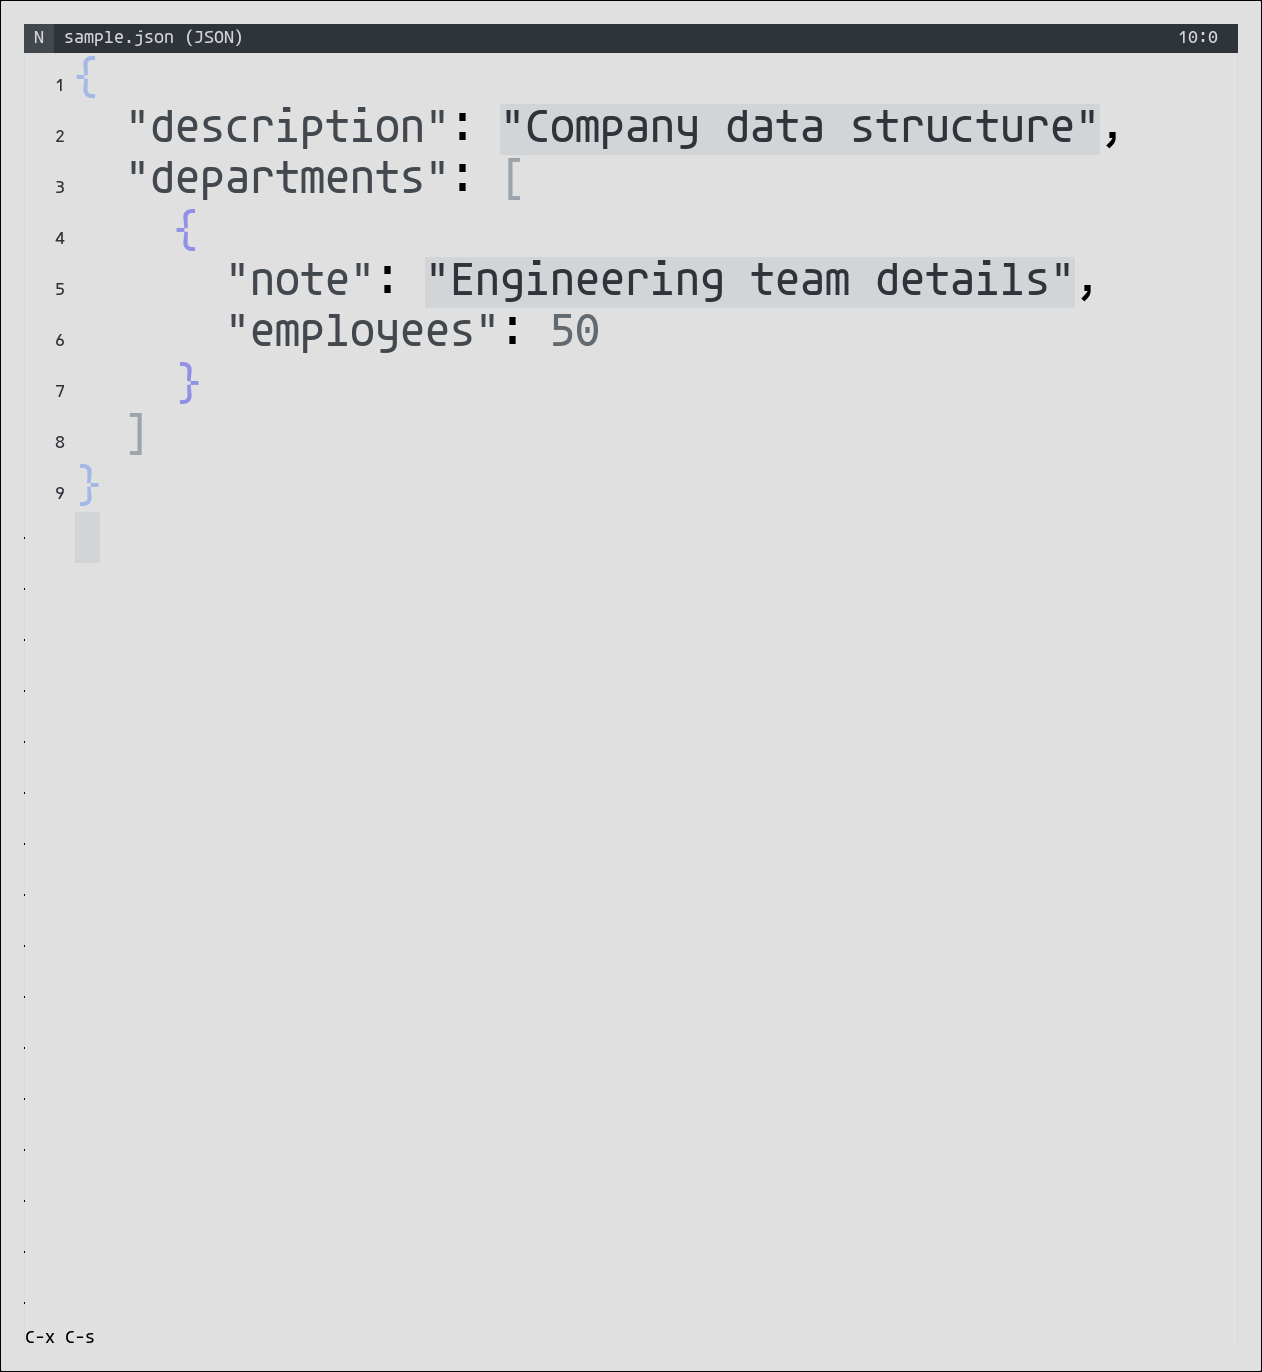 N sample.json (JSON) 10:0
1 {
2   "description": "Company data structure",
3   "departments": [
4     {
5       "note": "Engineering team details",
6       "employees": 50
7     }
8   ]
9 }
C-x C-s